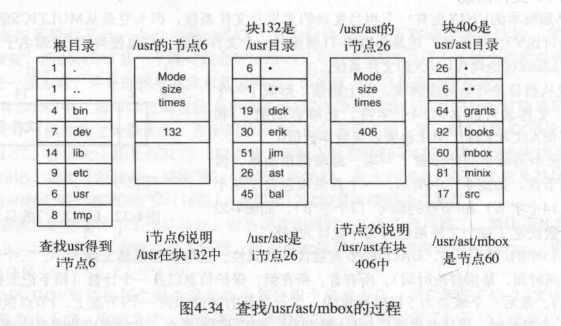 根目录
/usr的i节点6
块132是
/usr目录
/usr/ast的
i节点26
块406是
/usr/ast目录
1 ·
1 ··
4 bin
7 dev
14 lib
9 etc
6 usr
8 tmp
Mode
size
times
132
6 ·
1 ··
19 dick
30 erik
51 jim
26 ast
45 bal
Mode
size
times
406
26 ·
6 ··
64 grants
92 books
60 mbox
81 minix
17 src
查找usr得到
i节点6
i节点6说明
/usr在块132中
/usr/ast是
i节点26
i节点26说明
/usr/ast在块
406中
/usr/ast/mbox
是节点60
图4-34 查找/usr/ast/mbox的过程